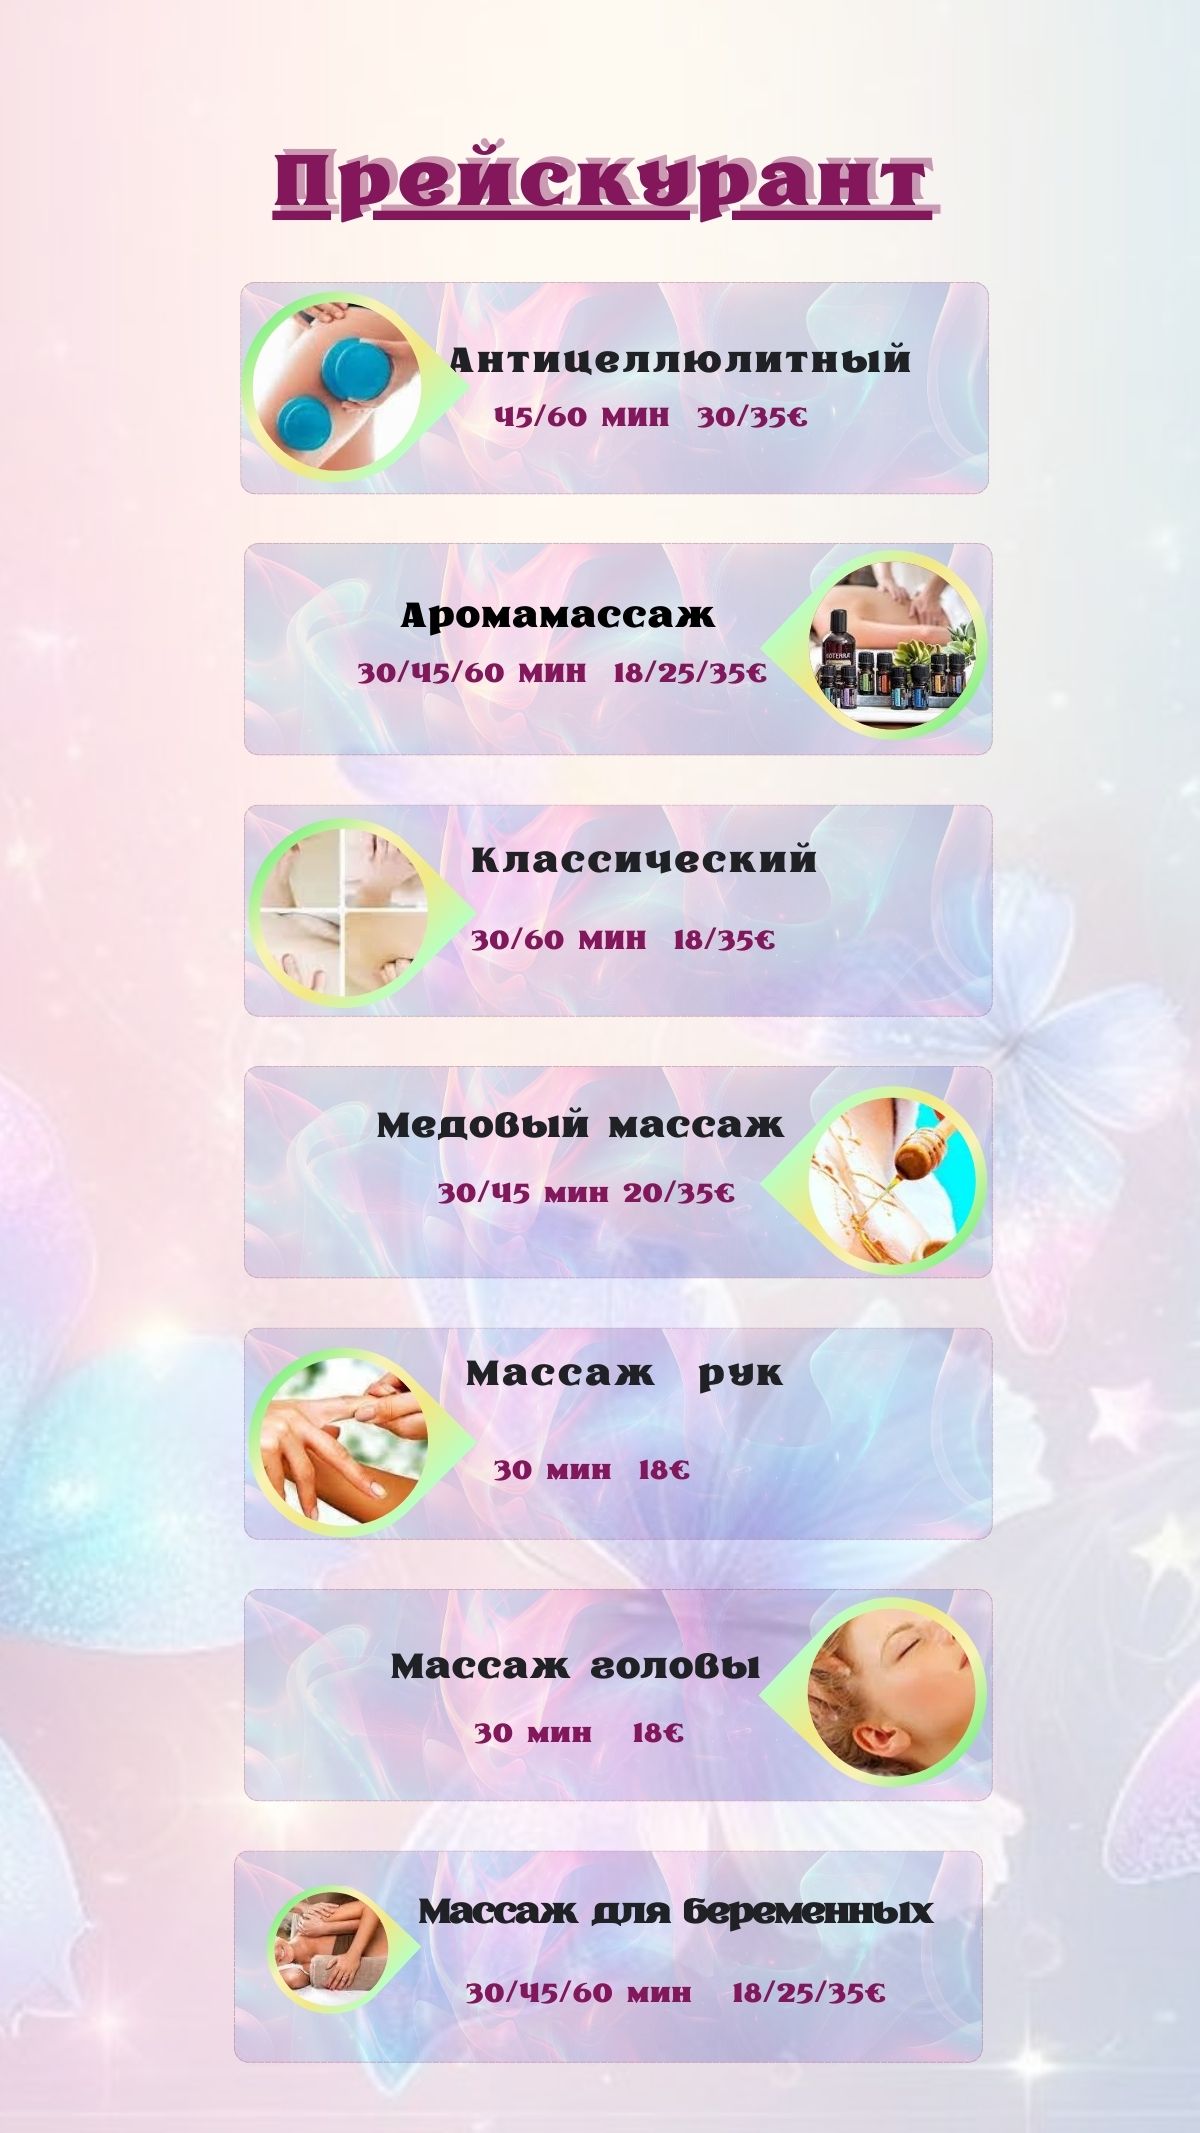 Прейскурант
Антицеллюлитный
45/60 МИН 30/35€
Аромамассаж
30/45/60 МИН 18/25/35€
Классический
30/60 МИН 18/35€
Медовый массаж
30/45 мин 20/35€
Массаж рук
30 мин 18€
Массаж головы
30 мин 18€
Массаж для беременных
30/45/60 мин 18/25/35€